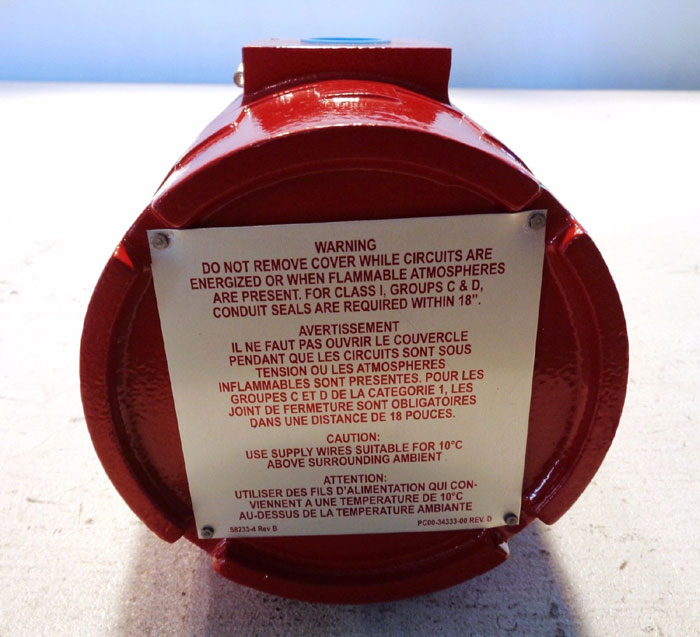 WARNING
DO NOT REMOVE COVER WHILE CIRCUITS ARE
ENERGIZED OR WHEN FLAMMABLE ATMOSPHERES
ARE PRESENT. FOR CLASS I, GROUPS C & D,
CONDUIT SEALS ARE REQUIRED WITHIN 18".
AVERTISSEMENT
IL NE FAUT PAS OUVRIR LE COUVERCLE
PENDANT QUE LES CIRCUITS SONT SOUS
TENSION OU LES ATMOSPHERES
INFLAMMABLES SONT PRESENTES. POUR LES
GROUPES C ET D DE LA CATEGORIE 1, LES
JOINT DE FERMETURE SONT OBLIGATOIRES
DANS UNE DISTANCE DE 18 POUCES.
CAUTION:
USE SUPPLY WIRES SUITABLE FOR 10°C
ABOVE SURROUNDING AMBIENT
ATTENTION:
UTILISER DES FILS D'ALIMENTATION QUI CON-
VIENNENT A UNE TEMPERATURE DE 10°C
AU-DESSUS DE LA TEMPERATURE AMBIANTE
S8233-4 Rev B PC00-34333-00 REV. D